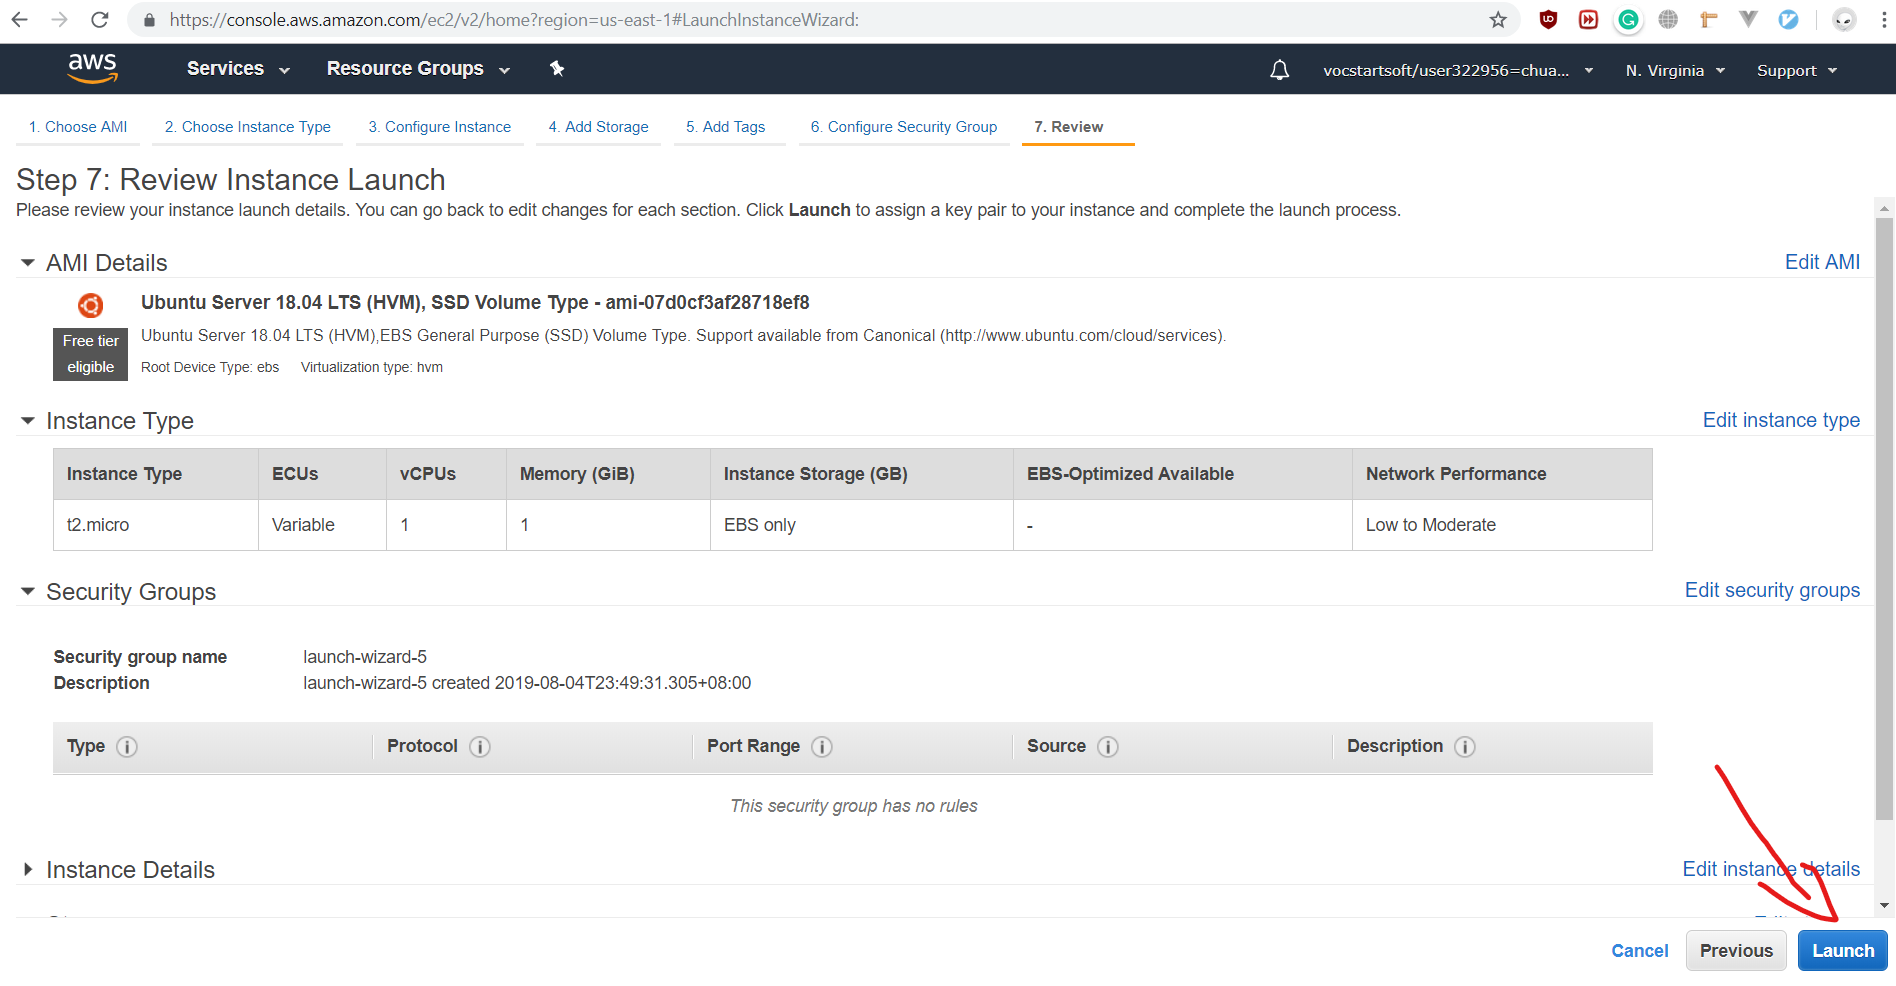 https://console.aws.amazon.com/ec2/v2/home?region=us-east-1#LaunchInstanceWizard:
aws Services Resource Groups vocstartsoft/user322956=chua... N. Virginia Support
1. Choose AMI 2. Choose Instance Type 3. Configure Instance 4. Add Storage 5. Add Tags 6. Configure Security Group 7. Review
Step 7: Review Instance Launch
Please review your instance launch details. You can go back to edit changes for each section. Click Launch to assign a key pair to your instance and complete the launch process.
AMI Details Edit AMI
Ubuntu Server 18.04 LTS (HVM), SSD Volume Type - ami-07d0cf3af28718ef8
Free tier eligible
Ubuntu Server 18.04 LTS (HVM),EBS General Purpose (SSD) Volume Type. Support available from Canonical (http://www.ubuntu.com/cloud/services).
Root Device Type: ebs Virtualization type: hvm
Instance Type Edit instance type
Instance Type ECUs vCPUs Memory (GiB) Instance Storage (GB) EBS-Optimized Available Network Performance
t2.micro Variable 1 1 EBS only - Low to Moderate
Security Groups Edit security groups
Security group name launch-wizard-5
Description launch-wizard-5 created 2019-08-04T23:49:31.305+08:00
Type Protocol Port Range Source Description
This security group has no rules
Instance Details Edit instance details
Cancel Previous Launch